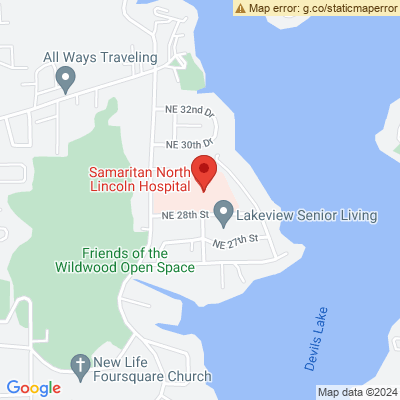 Map error: g.co/staticmaperror
All Ways Traveling
NE 32nd Dr
NE 30th Dr
Samaritan North
Lincoln Hospital
NE 28th St
Lakeview Senior Living
NE 27th St
Friends of the
Wildwood Open Space
Devils Lake
New Life
Foursquare Church
Google
Map data ©2024